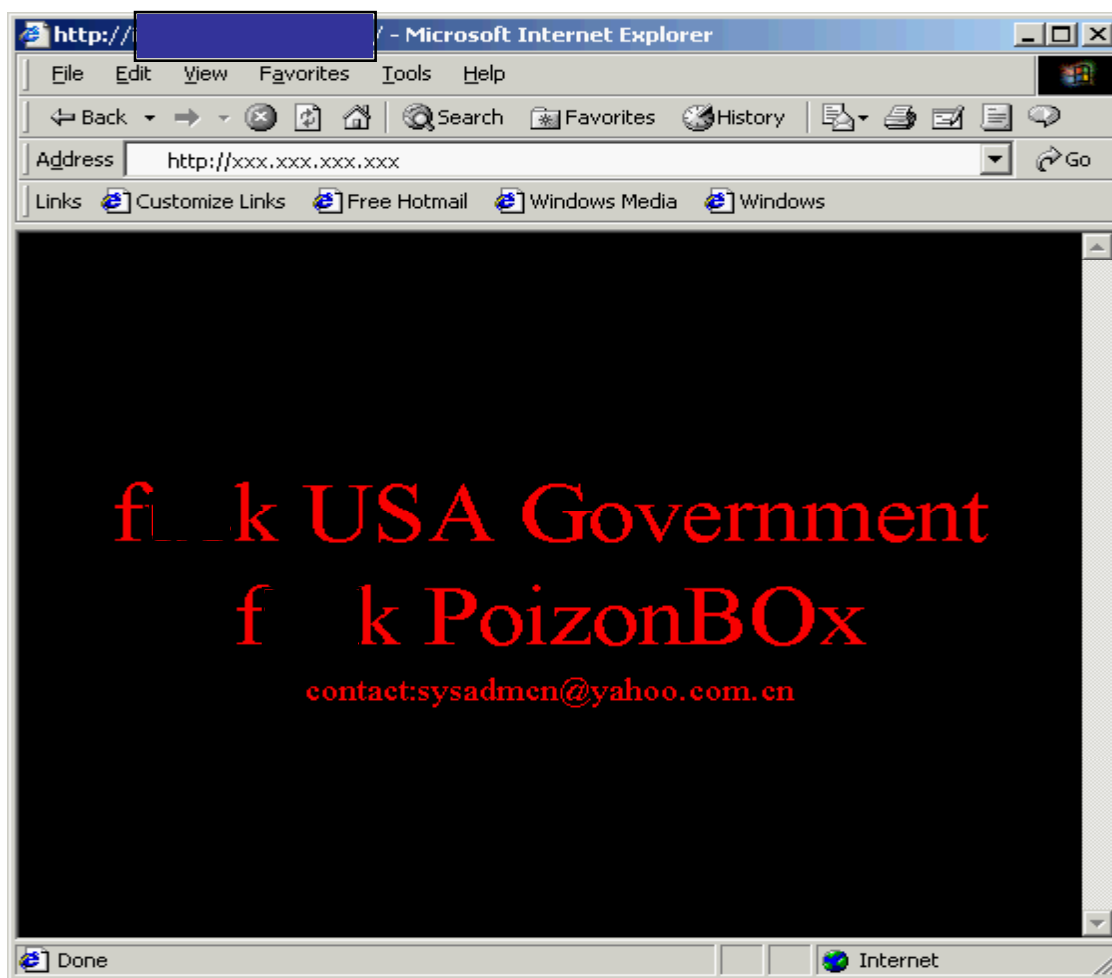 http://i / - Microsoft Internet Explorer
File Edit View Favorites Tools Help
Back Search Favorites History
Address http://xxx.xxx.xxx.xxx Go
Links Customize Links Free Hotmail Windows Media Windows
f k USA Government
f k PoizonBOx
contact:sysadmcn@yahoo.com.cn
Done Internet